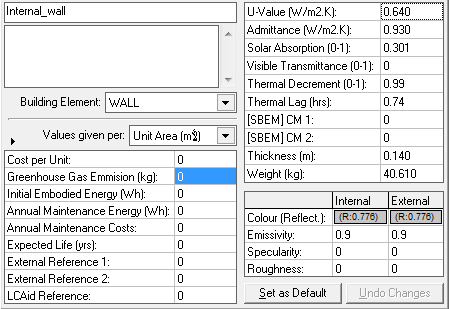 Internal_wall
Building Element: WALL
Values given per: Unit Area (m²)
Cost per Unit: 0
Greenhouse Gas Emmision (kg): 0
Initial Embodied Energy (Wh): 0
Annual Maintenance Energy (Wh): 0
Annual Maintenance Costs: 0
Expected Life (yrs): 0
External Reference 1: 0
External Reference 2: 0
LCAid Reference: 0
U-Value (W/m2.K): 0.640
Admittance (W/m2.K): 0.930
Solar Absorption (0-1): 0.301
Visible Transmittance (0-1): 0
Thermal Decrement (0-1): 0.99
Thermal Lag (hrs): 0.74
[SBEM] CM 1: 0
[SBEM] CM 2: 0
Thickness (m): 0.140
Weight (kg): 40.610
Internal External
Colour (Reflect.): (R:0.776) (R:0.776)
Emissivity: 0.9 0.9
Specularity: 0 0
Roughness: 0 0
Set as Default Undo Changes